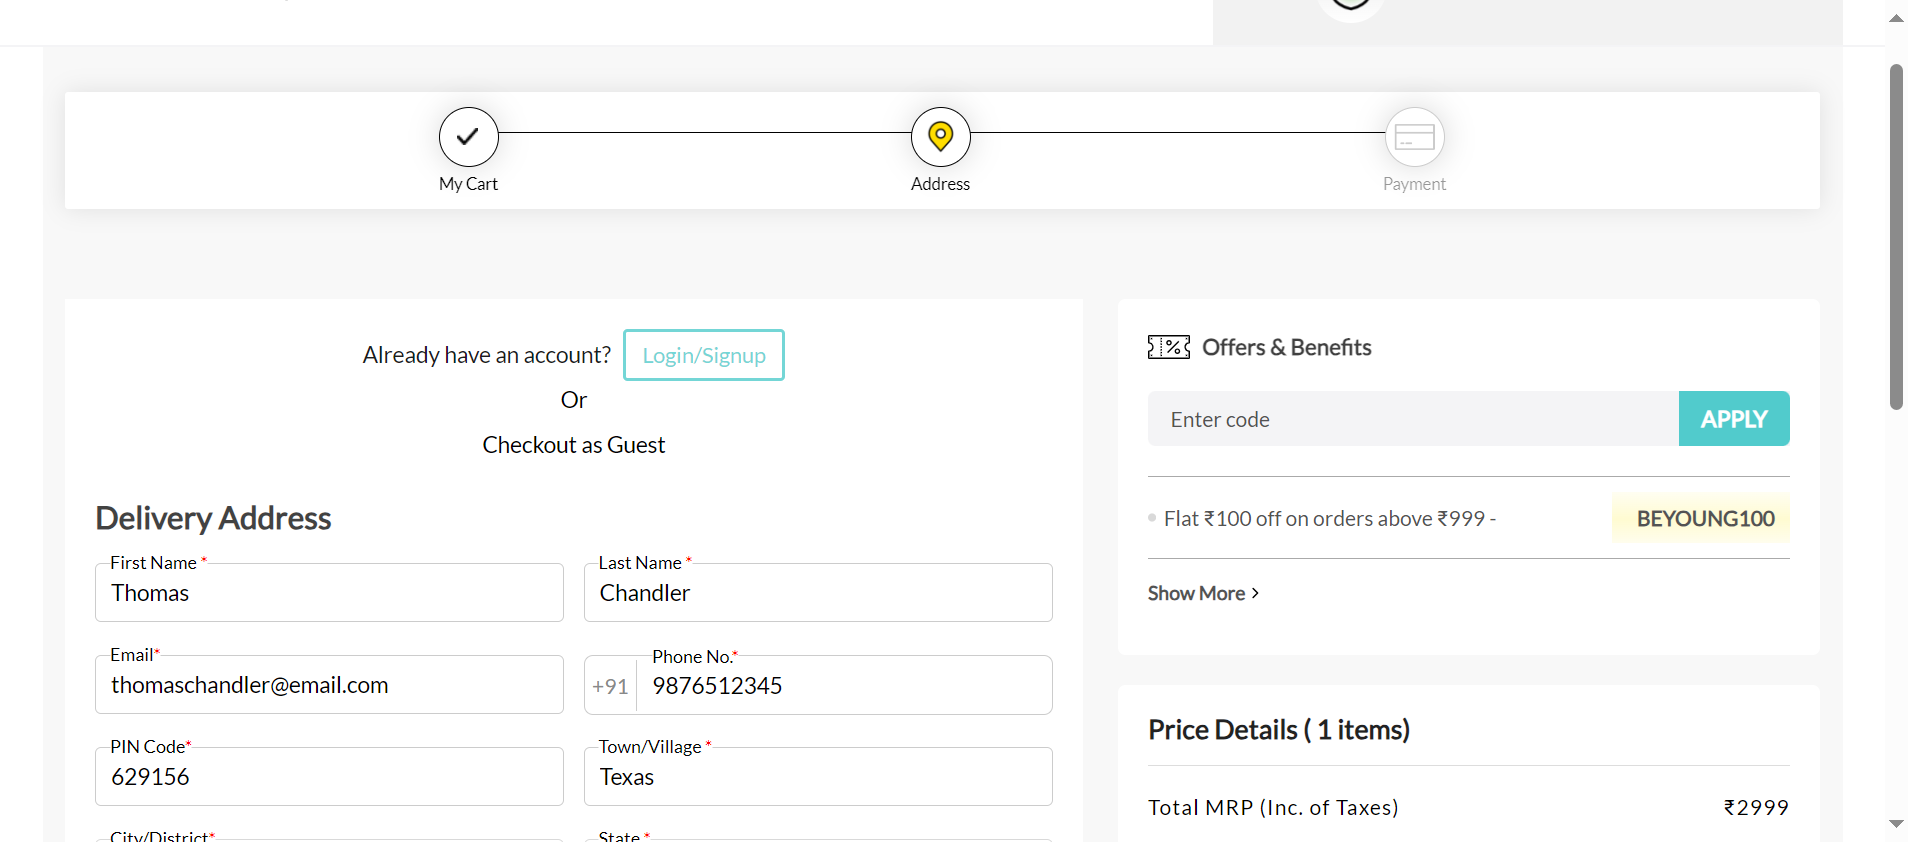 My Cart
Address
Payment
Already have an account? Login/Signup
Or
Checkout as Guest
Delivery Address
First Name *
Thomas
Last Name *
Chandler
Email*
thomaschandler@email.com
Phone No.*
+91 9876512345
PIN Code*
629156
Town/Village *
Texas
City/District*
State *
Offers & Benefits
Enter code
APPLY
Flat ₹100 off on orders above ₹999 - BEYOUNG100
Show More
Price Details ( 1 items)
Total MRP (Inc. of Taxes) ₹2999